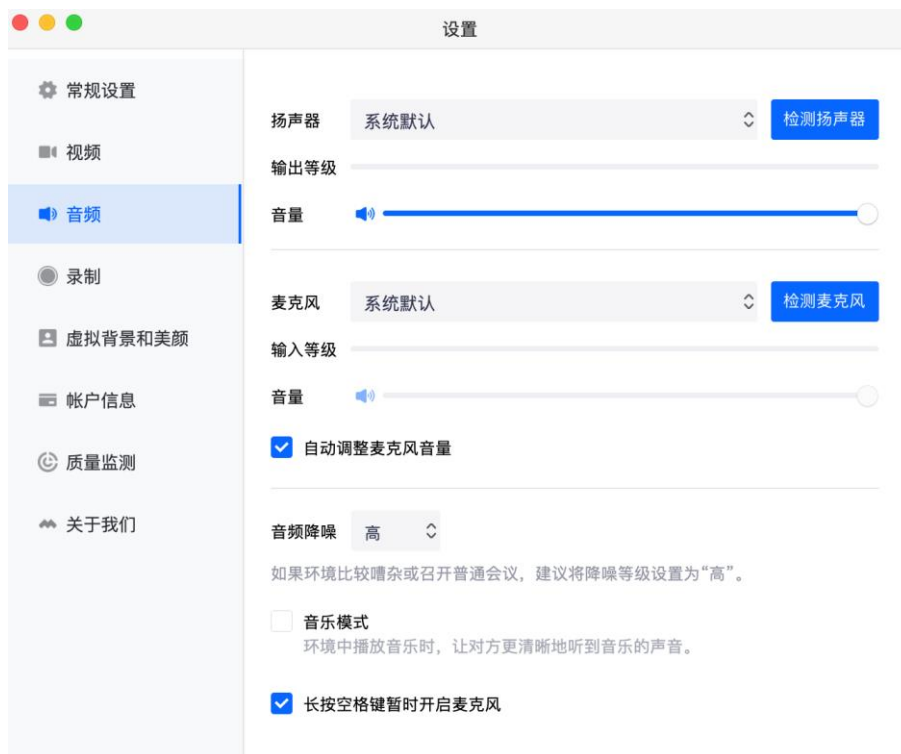 设置
常规设置
视频
音频
录制
虚拟背景和美颜
帐户信息
质量监测
关于我们
扬声器 系统默认 检测扬声器
输出等级
音量
麦克风 系统默认 检测麦克风
输入等级
音量
自动调整麦克风音量
音频降噪 高
如果环境比较嘈杂或召开普通会议，建议将降噪等级设置为“高”。
音乐模式
环境中播放音乐时，让对方更清晰地听到音乐的声音。
长按空格键暂时开启麦克风